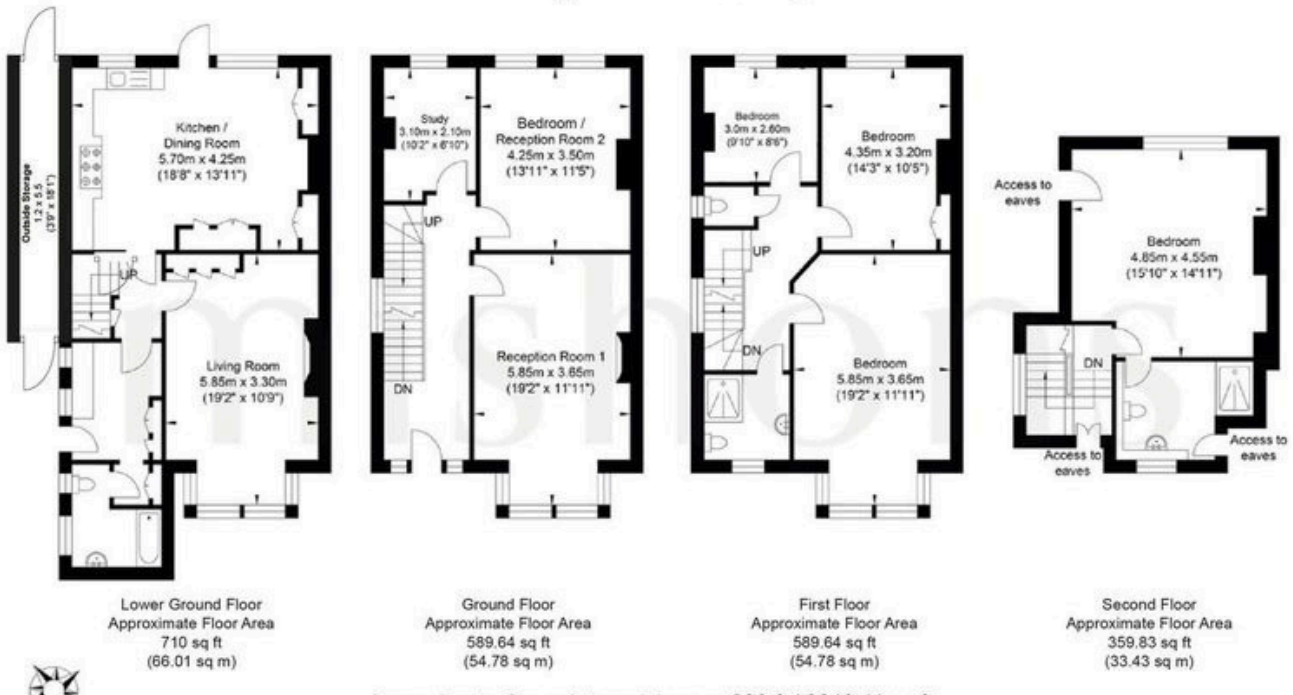 Outside Storage
1.2 x 5.5
(3'9" x 18'1")
Kitchen /
Dining Room
5.70m x 4.25m
(18'8" x 13'11")
UP
Living Room
5.85m x 3.30m
(19'2" x 10'9")
Lower Ground Floor
Approximate Floor Area
710 sq ft
(66.01 sq m)
Study
3.10m x 2.10m
(10'2" x 6'10")
Bedroom /
Reception Room 2
4.25m x 3.50m
(13'11" x 11'5")
UP
DN
Reception Room 1
5.85m x 3.65m
(19'2" x 11'11")
Ground Floor
Approximate Floor Area
589.64 sq ft
(54.78 sq m)
Bedroom
3.0m x 2.60m
(9'10" x 8'6")
Bedroom
4.35m x 3.20m
(14'3" x 10'5")
UP
DN
Bedroom
5.85m x 3.65m
(19'2" x 11'11")
First Floor
Approximate Floor Area
589.64 sq ft
(54.78 sq m)
Access to
eaves
Bedroom
4.85m x 4.55m
(15'10" x 14'11")
DN
Access to
eaves
Access to
eaves
Second Floor
Approximate Floor Area
359.83 sq ft
(33.43 sq m)
mishons